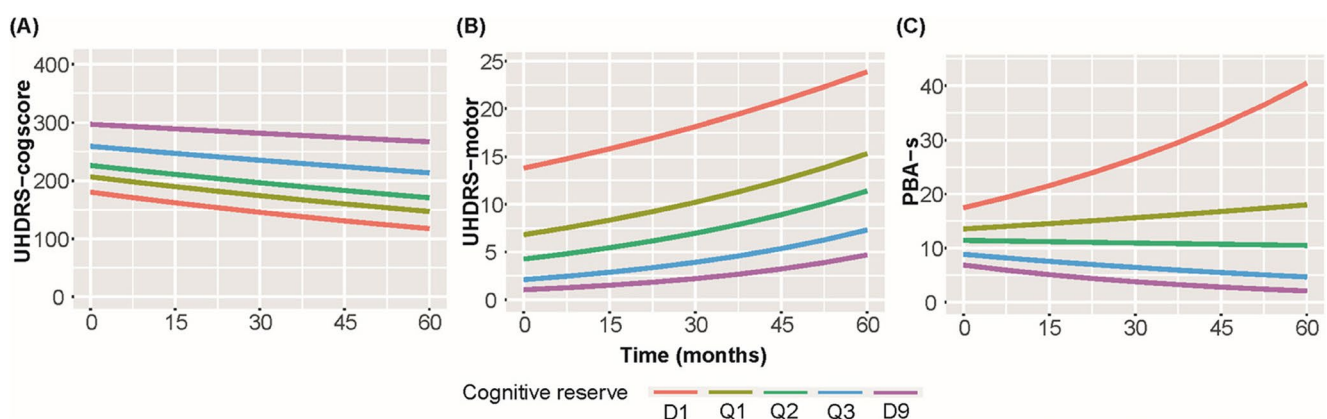 (A)
(B)
(C)
UHDRS-cogscore
400
300
200
100
0
0 15 30 45 60
UHDRS-motor
25
20
15
10
5
0
0 15 30 45 60
PBA-s
40
30
20
10
0
0 15 30 45 60
Time (months)
Cognitive reserve
D1 Q1 Q2 Q3 D9